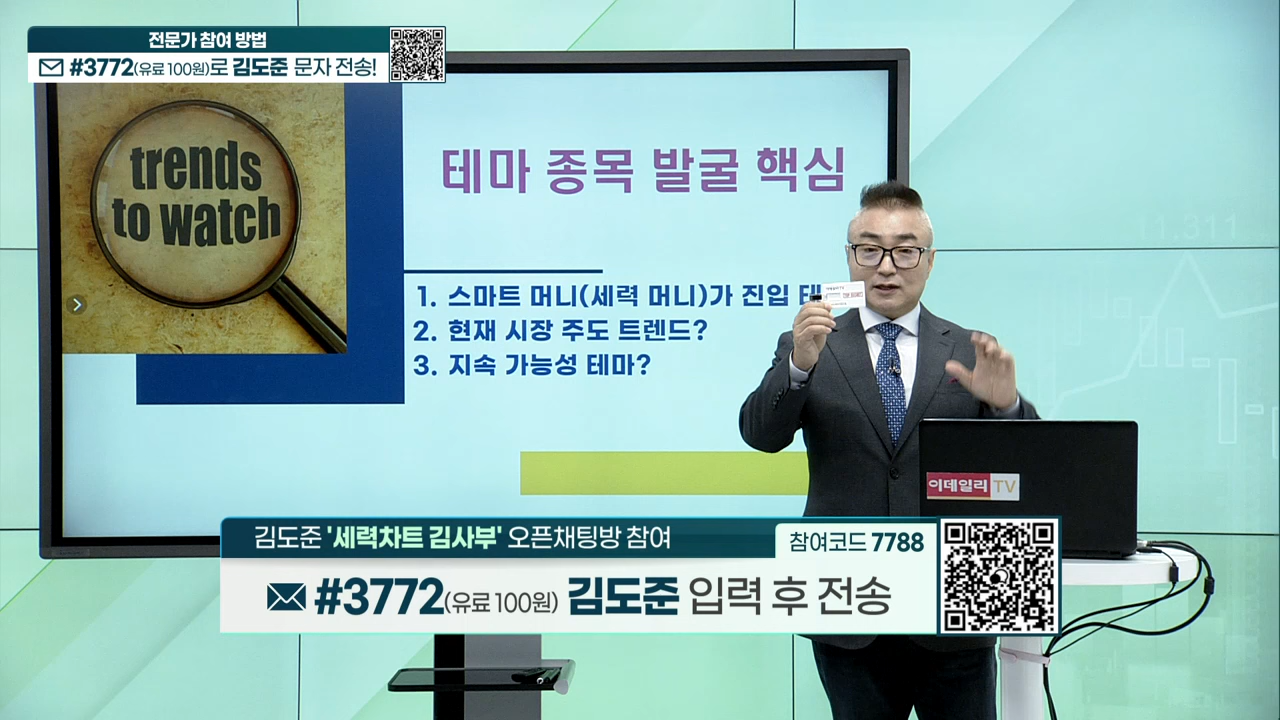 전문가 참여 방법
#3772(유료 100원)로 김도준 문자 전송!
trends
to watch
테마 종목 발굴 핵심
1. 스마트 머니(세력 머니)가 진입 테
2. 현재 시장 주도 트렌드?
3. 지속 가능성 테마?
11,311
이데일리TV
김도준 '세력차트 김사부' 오픈채팅방 참여
참여코드 7788
#3772(유료 100원) 김도준 입력 후 전송